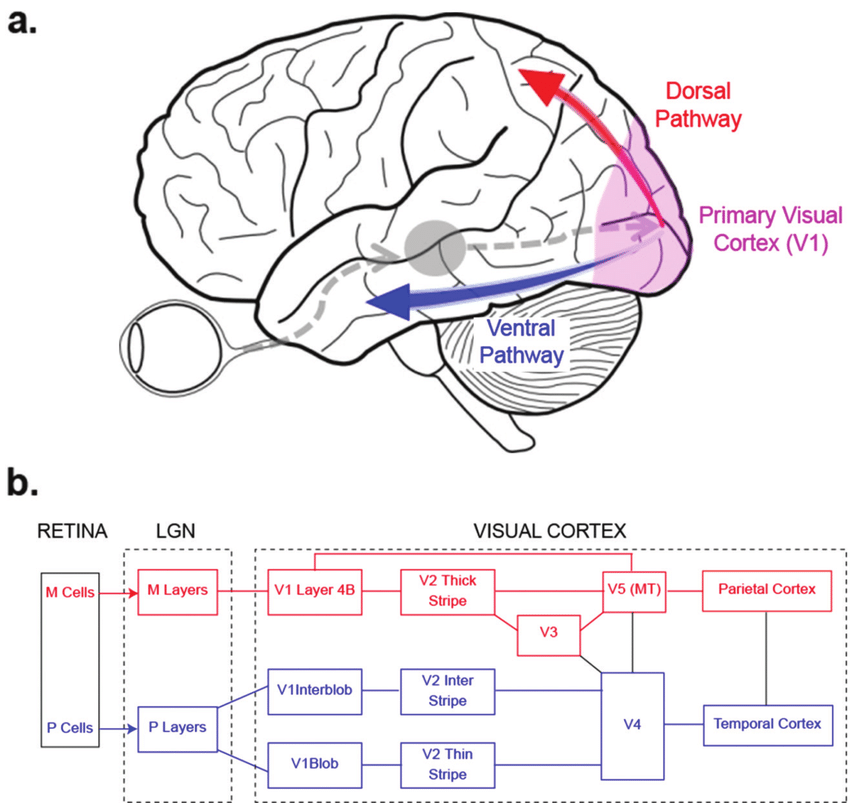 a.
Dorsal
Pathway
Primary Visual
Cortex (V1)
Ventral
Pathway
b.
RETINA
LGN
VISUAL CORTEX
M Cells
M Layers
V1 Layer 4B
V2 Thick
Stripe
V5 (MT)
Parietal Cortex
V3
P Cells
P Layers
V1Interblob
V2 Inter
Stripe
V4
Temporal Cortex
V1Blob
V2 Thin
Stripe